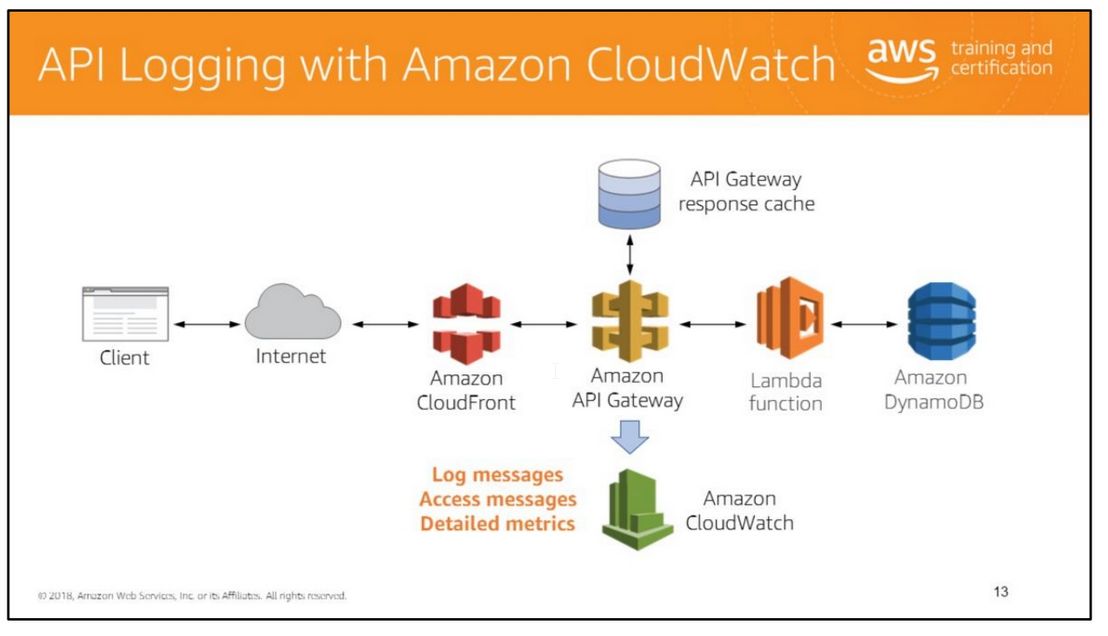 API Logging with Amazon CloudWatch
aws training and
certification
API Gateway
response cache
Client
Internet
Amazon
CloudFront
Amazon
API Gateway
Lambda
function
Amazon
DynamoDB
Log messages
Access messages
Detailed metrics
Amazon
CloudWatch
© 2018, Amazon Web Services, Inc. or its Affiliates. All rights reserved.
13